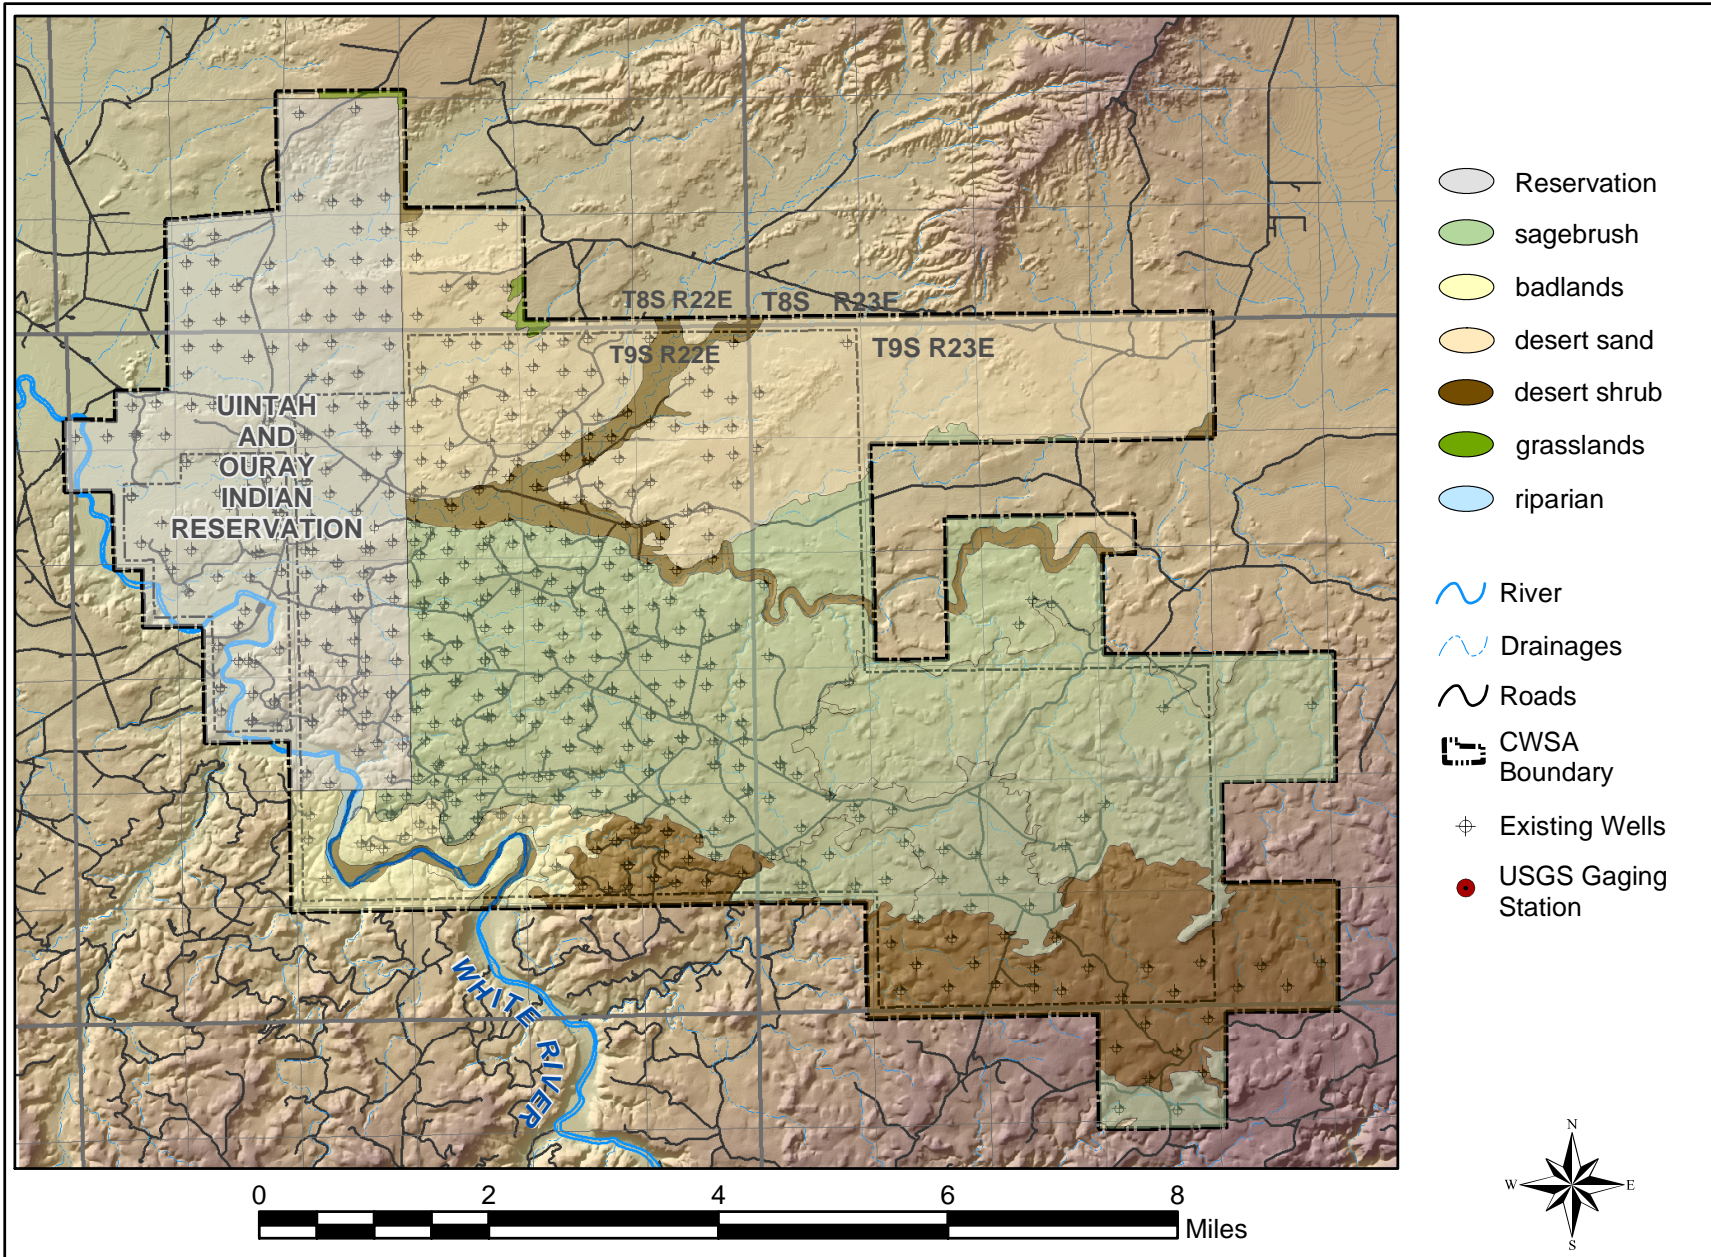 T8S R22E
T8S R23E
T9S R22E
T9S R23E
UINTAH
AND
OURAY
INDIAN
RESERVATION
WHITE RIVER
Reservation
sagebrush
badlands
desert sand
desert shrub
grasslands
riparian
River
Drainages
Roads
CWSA
Boundary
Existing Wells
USGS Gaging
Station
0 2 4 6 8
Miles
N
W E
S